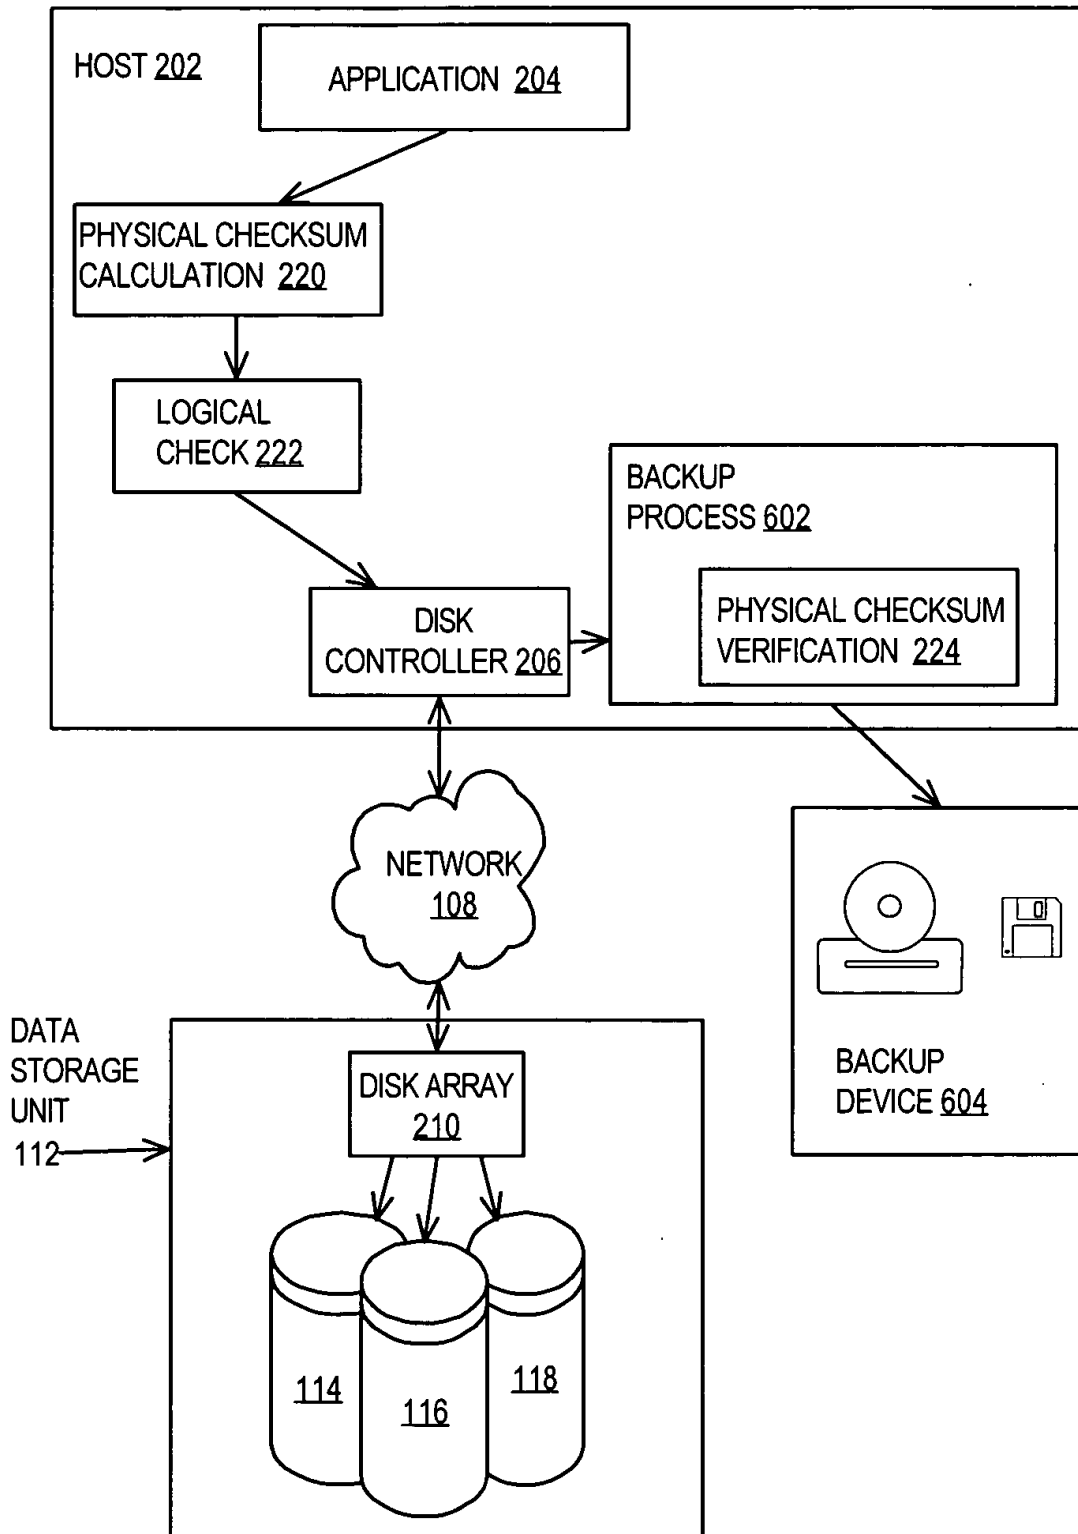 HOST 202
APPLICATION 204
PHYSICAL CHECKSUM
CALCULATION 220
LOGICAL
CHECK 222
BACKUP
PROCESS 602
PHYSICAL CHECKSUM
VERIFICATION 224
DISK
CONTROLLER 206
NETWORK
108
DATA
STORAGE
UNIT
112
DISK ARRAY
210
BACKUP
DEVICE 604
114
116
118